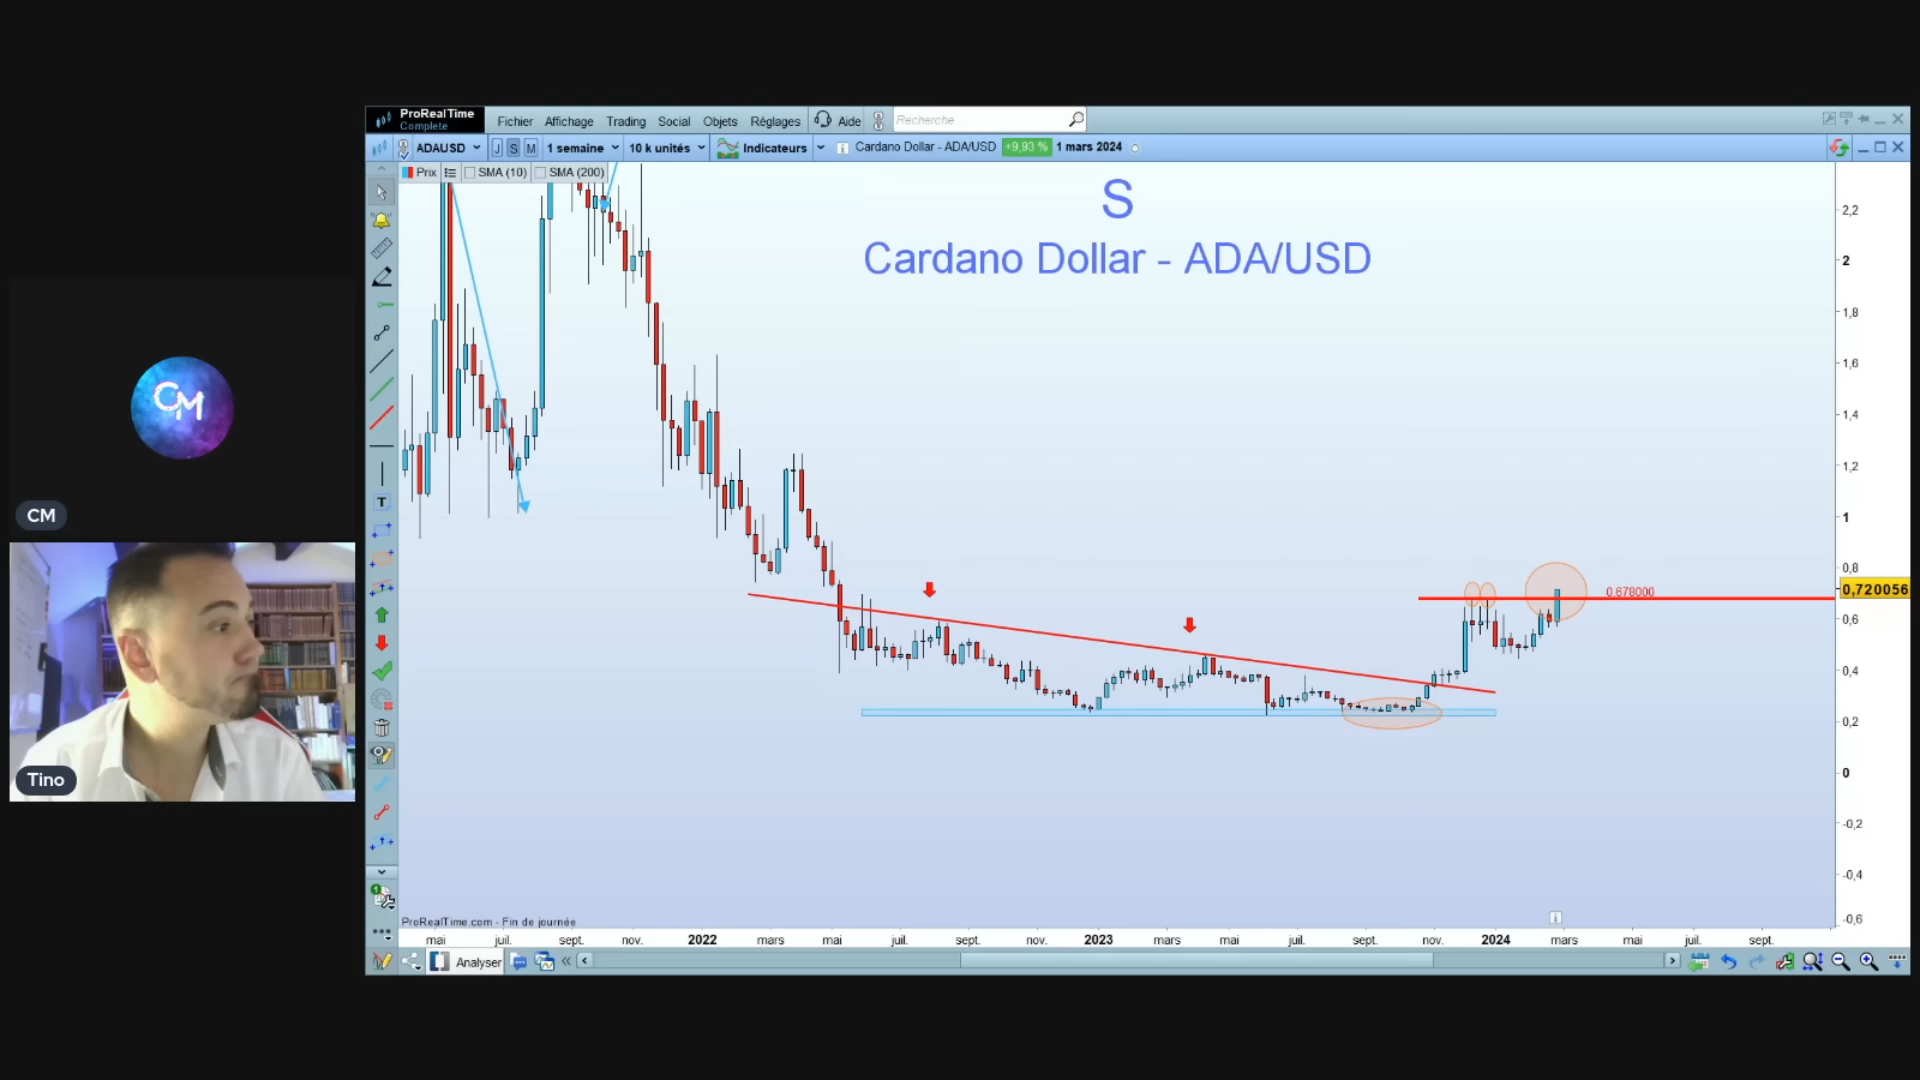 ProRealTime
Complete
Fichier Affichage Trading Social Objets Réglages Aide Recherche
ADAUSD J S M 1 semaine 10 k unités Indicateurs Cardano Dollar - ADA/USD +9,93 % 1 mars 2024
Prix SMA (10) SMA (200)
S
Cardano Dollar - ADA/USD
2,2
2
1,8
1,6
1,4
1,2
1
0,8
0,720056
0.678000
0,6
0,4
0,2
0
-0,2
-0,4
-0,6
CM
CM
Tino
T
1
ProRealTime.com - Fin de journée
mai juil. sept. nov. 2022 mars mai juil. sept. nov. 2023 mars mai juil. sept. nov. 2024 mars mai juil. sept.
Analyser